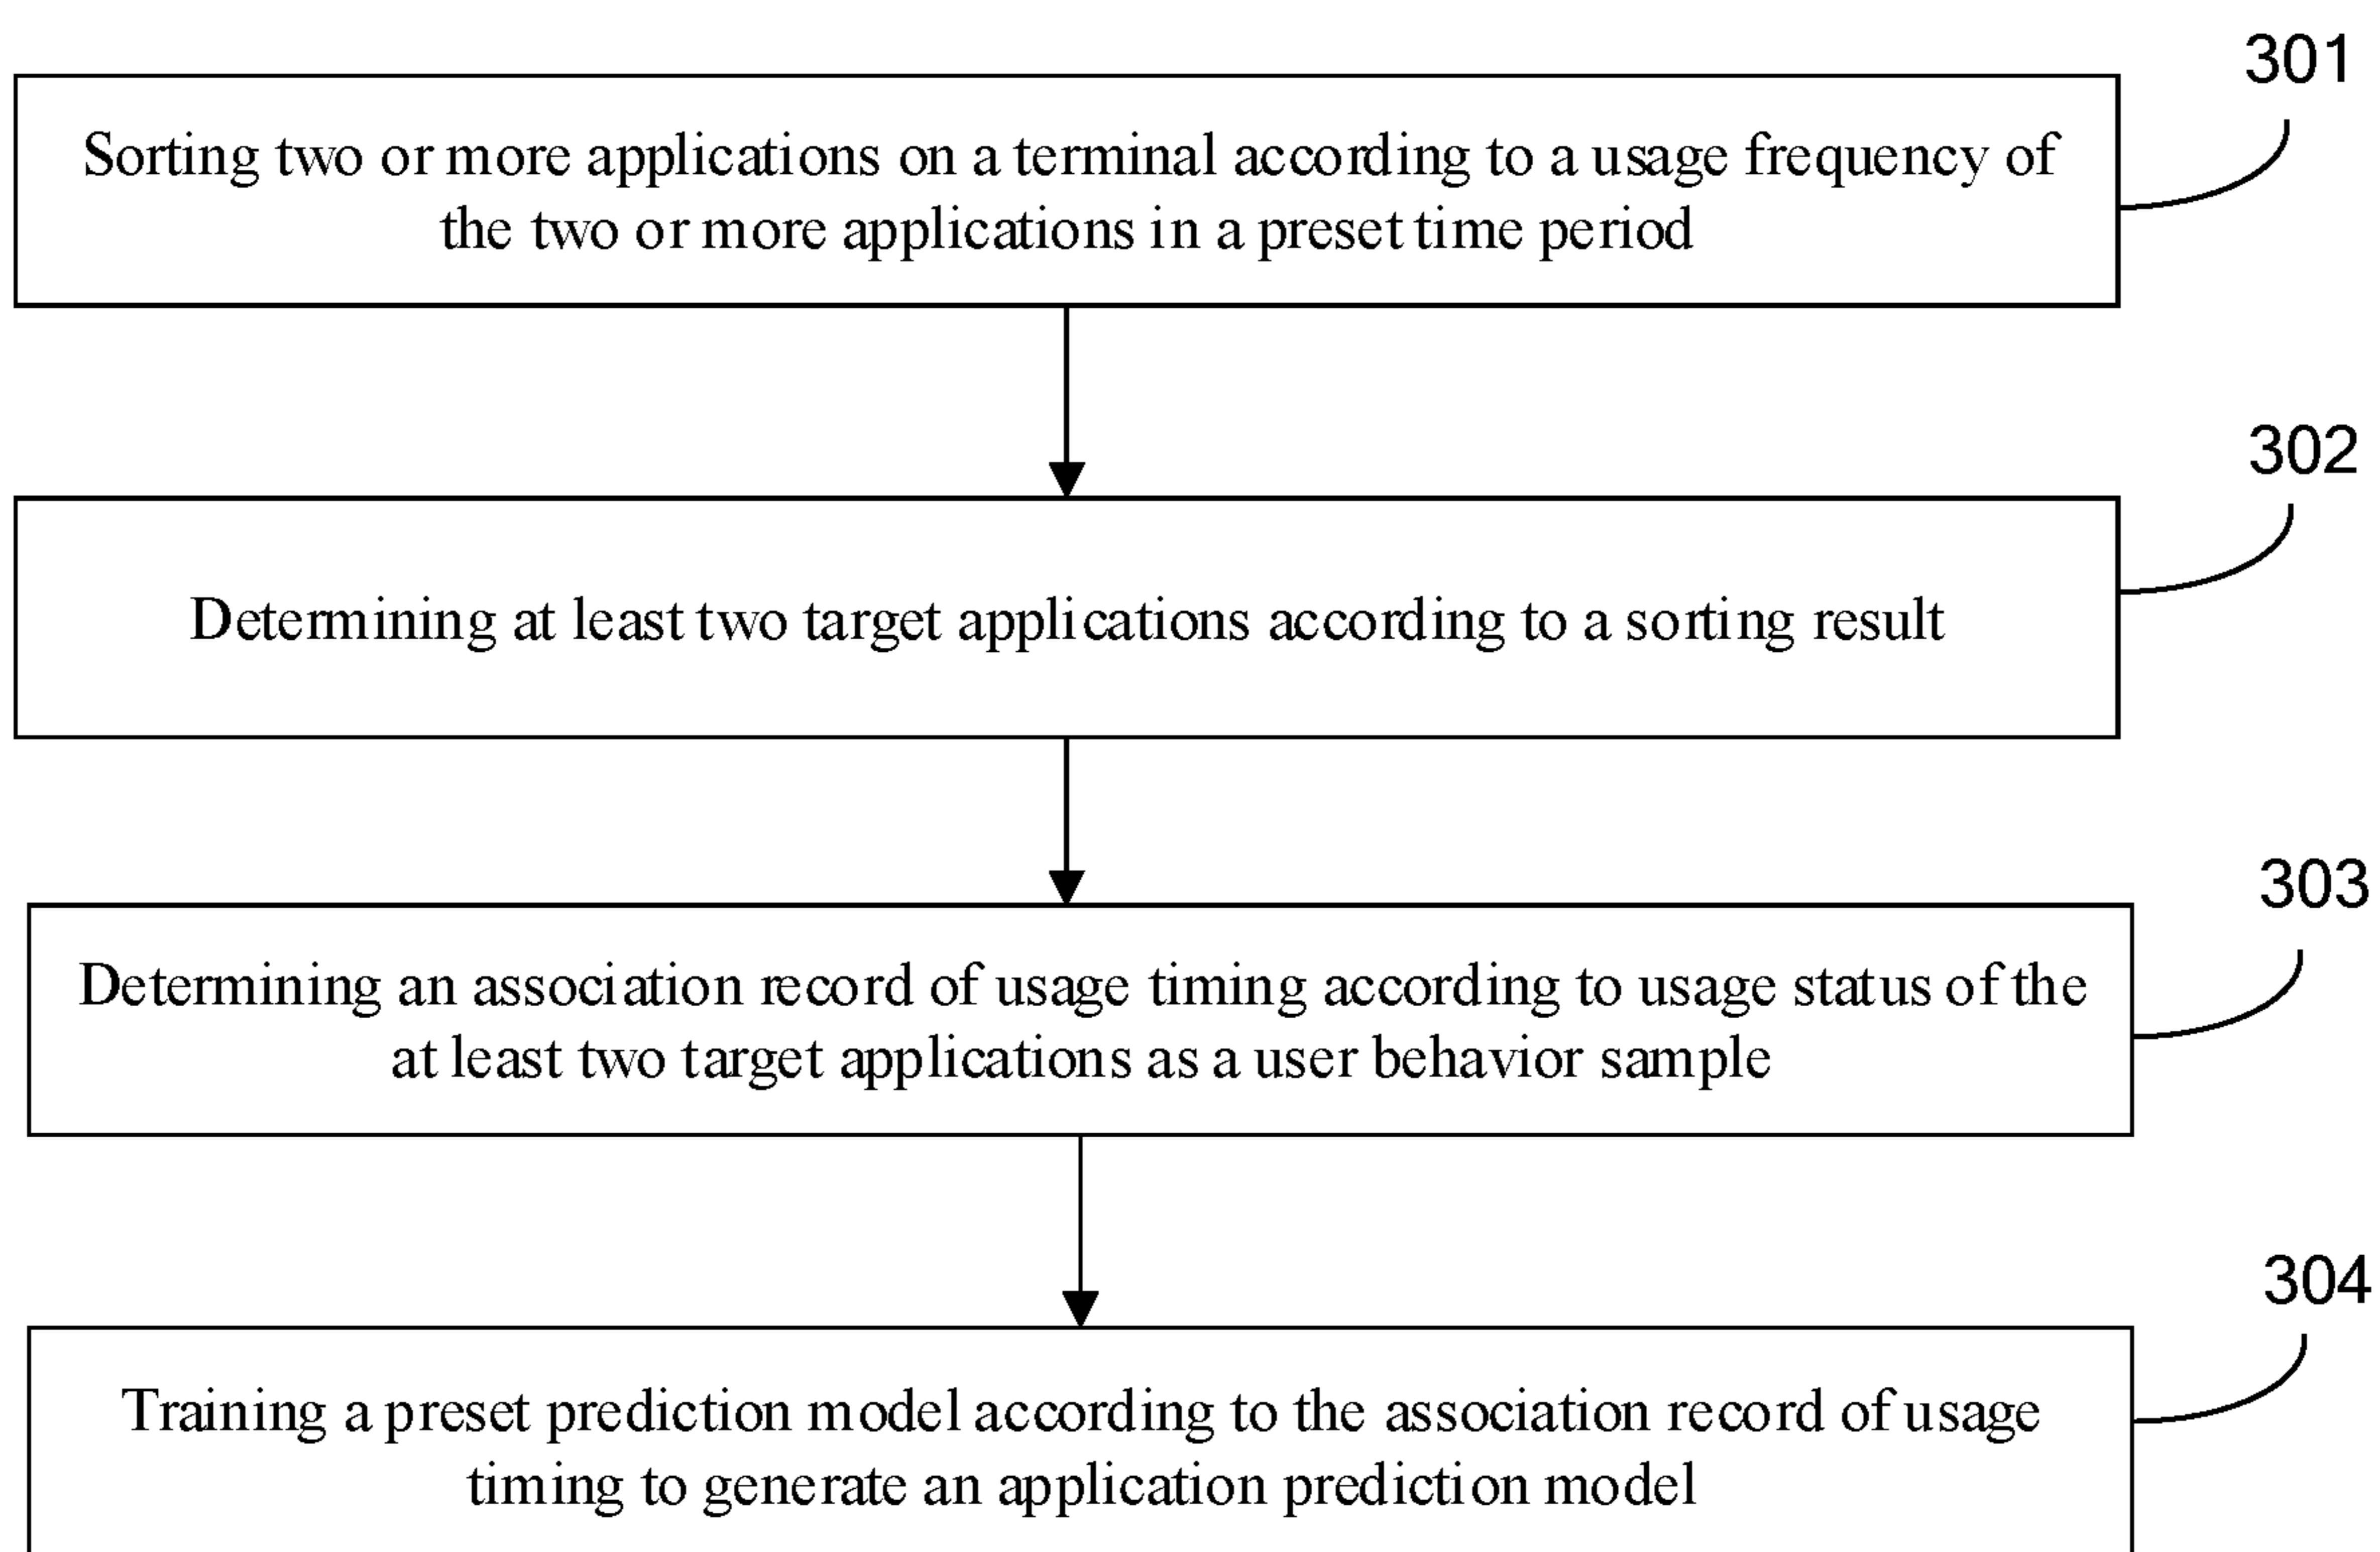 301
Sorting two or more applications on a terminal according to a usage frequency of
the two or more applications in a preset time period
302
Determining at least two target applications according to a sorting result
303
Determining an association record of usage timing according to usage status of the
at least two target applications as a user behavior sample
304
Training a preset prediction model according to the association record of usage
timing to generate an application prediction model